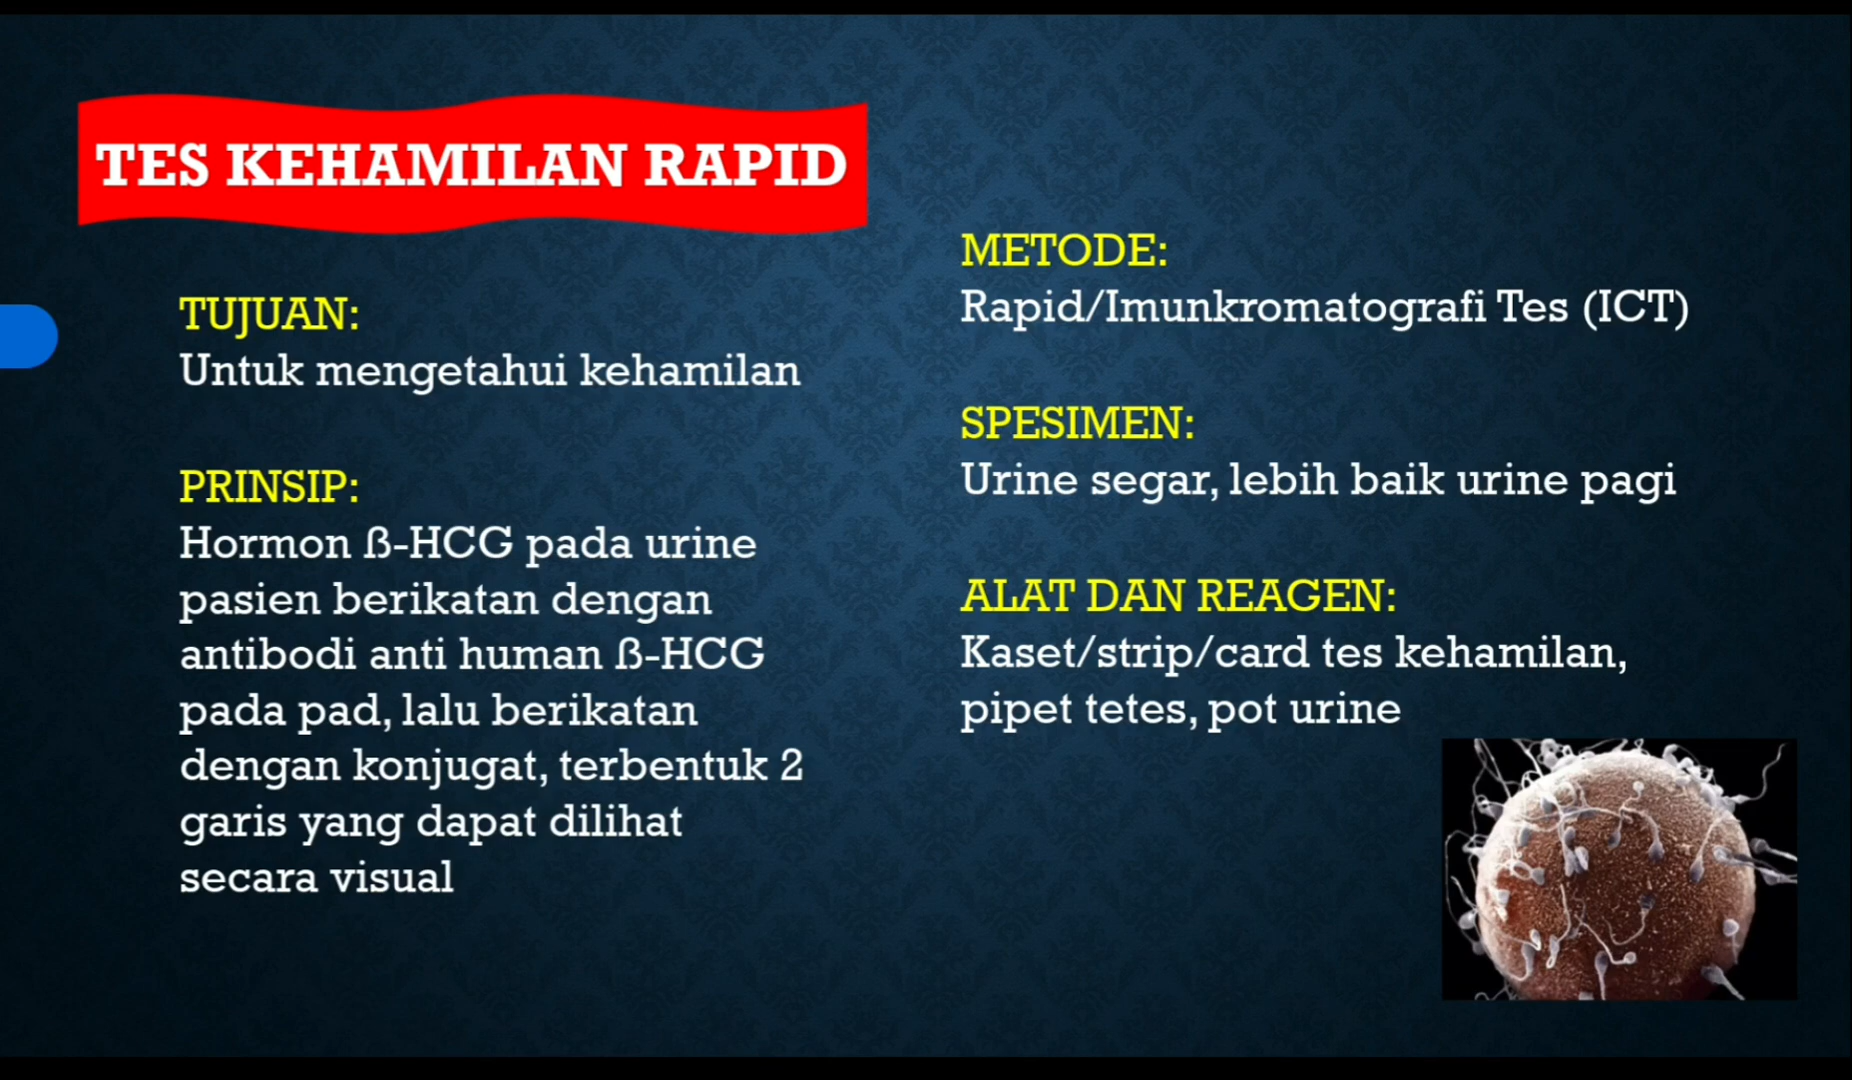 TES KEHAMILAN RAPID
TUJUAN:
Untuk mengetahui kehamilan
PRINSIP:
Hormon ß-HCG pada urine
pasien berikatan dengan
antibodi anti human ß-HCG
pada pad, lalu berikatan
dengan konjugat, terbentuk 2
garis yang dapat dilihat
secara visual
METODE:
Rapid/Imunkromatografi Tes (ICT)
SPESIMEN:
Urine segar, lebih baik urine pagi
ALAT DAN REAGEN:
Kaset/strip/card tes kehamilan,
pipet tetes, pot urine